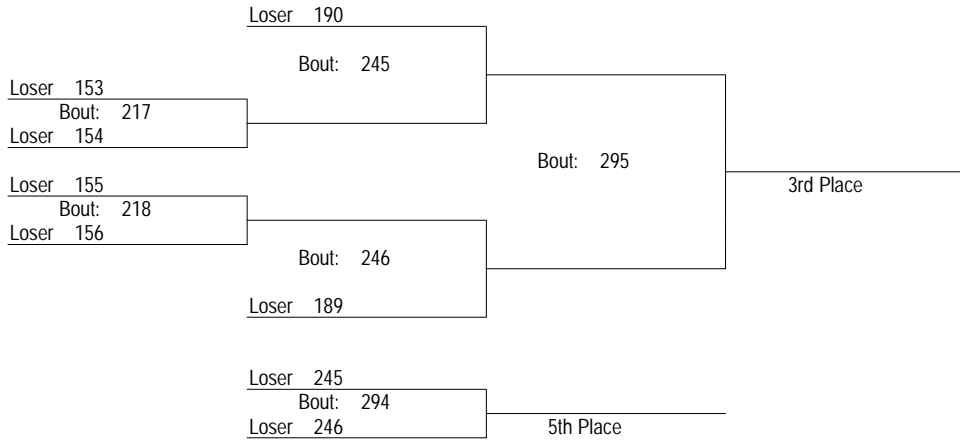 Loser 190
Bout: 245
Loser 153
Bout: 217
Loser 154
Bout: 295
Loser 155
3rd Place
Bout: 218
Loser 156
Bout: 246
Loser 189
Loser 245
Bout: 294
Loser 246
5th Place